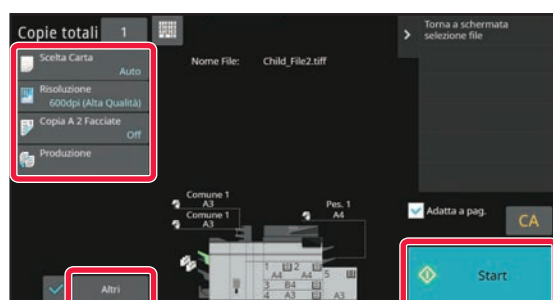 Copie totali 1
Torna a schermata
selezione file
Nome File: Child_File2.tiff
Scelta Carta
Auto
Risoluzione
600dpi (Alta Qualità)
Copia A 2 Facciate
Off
Produzione
Comune 1
A3
Comune 1
A3
Pes. 1
A4
Adatta a pag.
CA
1 2
A4 A4 5
3 B4
4 A3 A3
Altri
Start